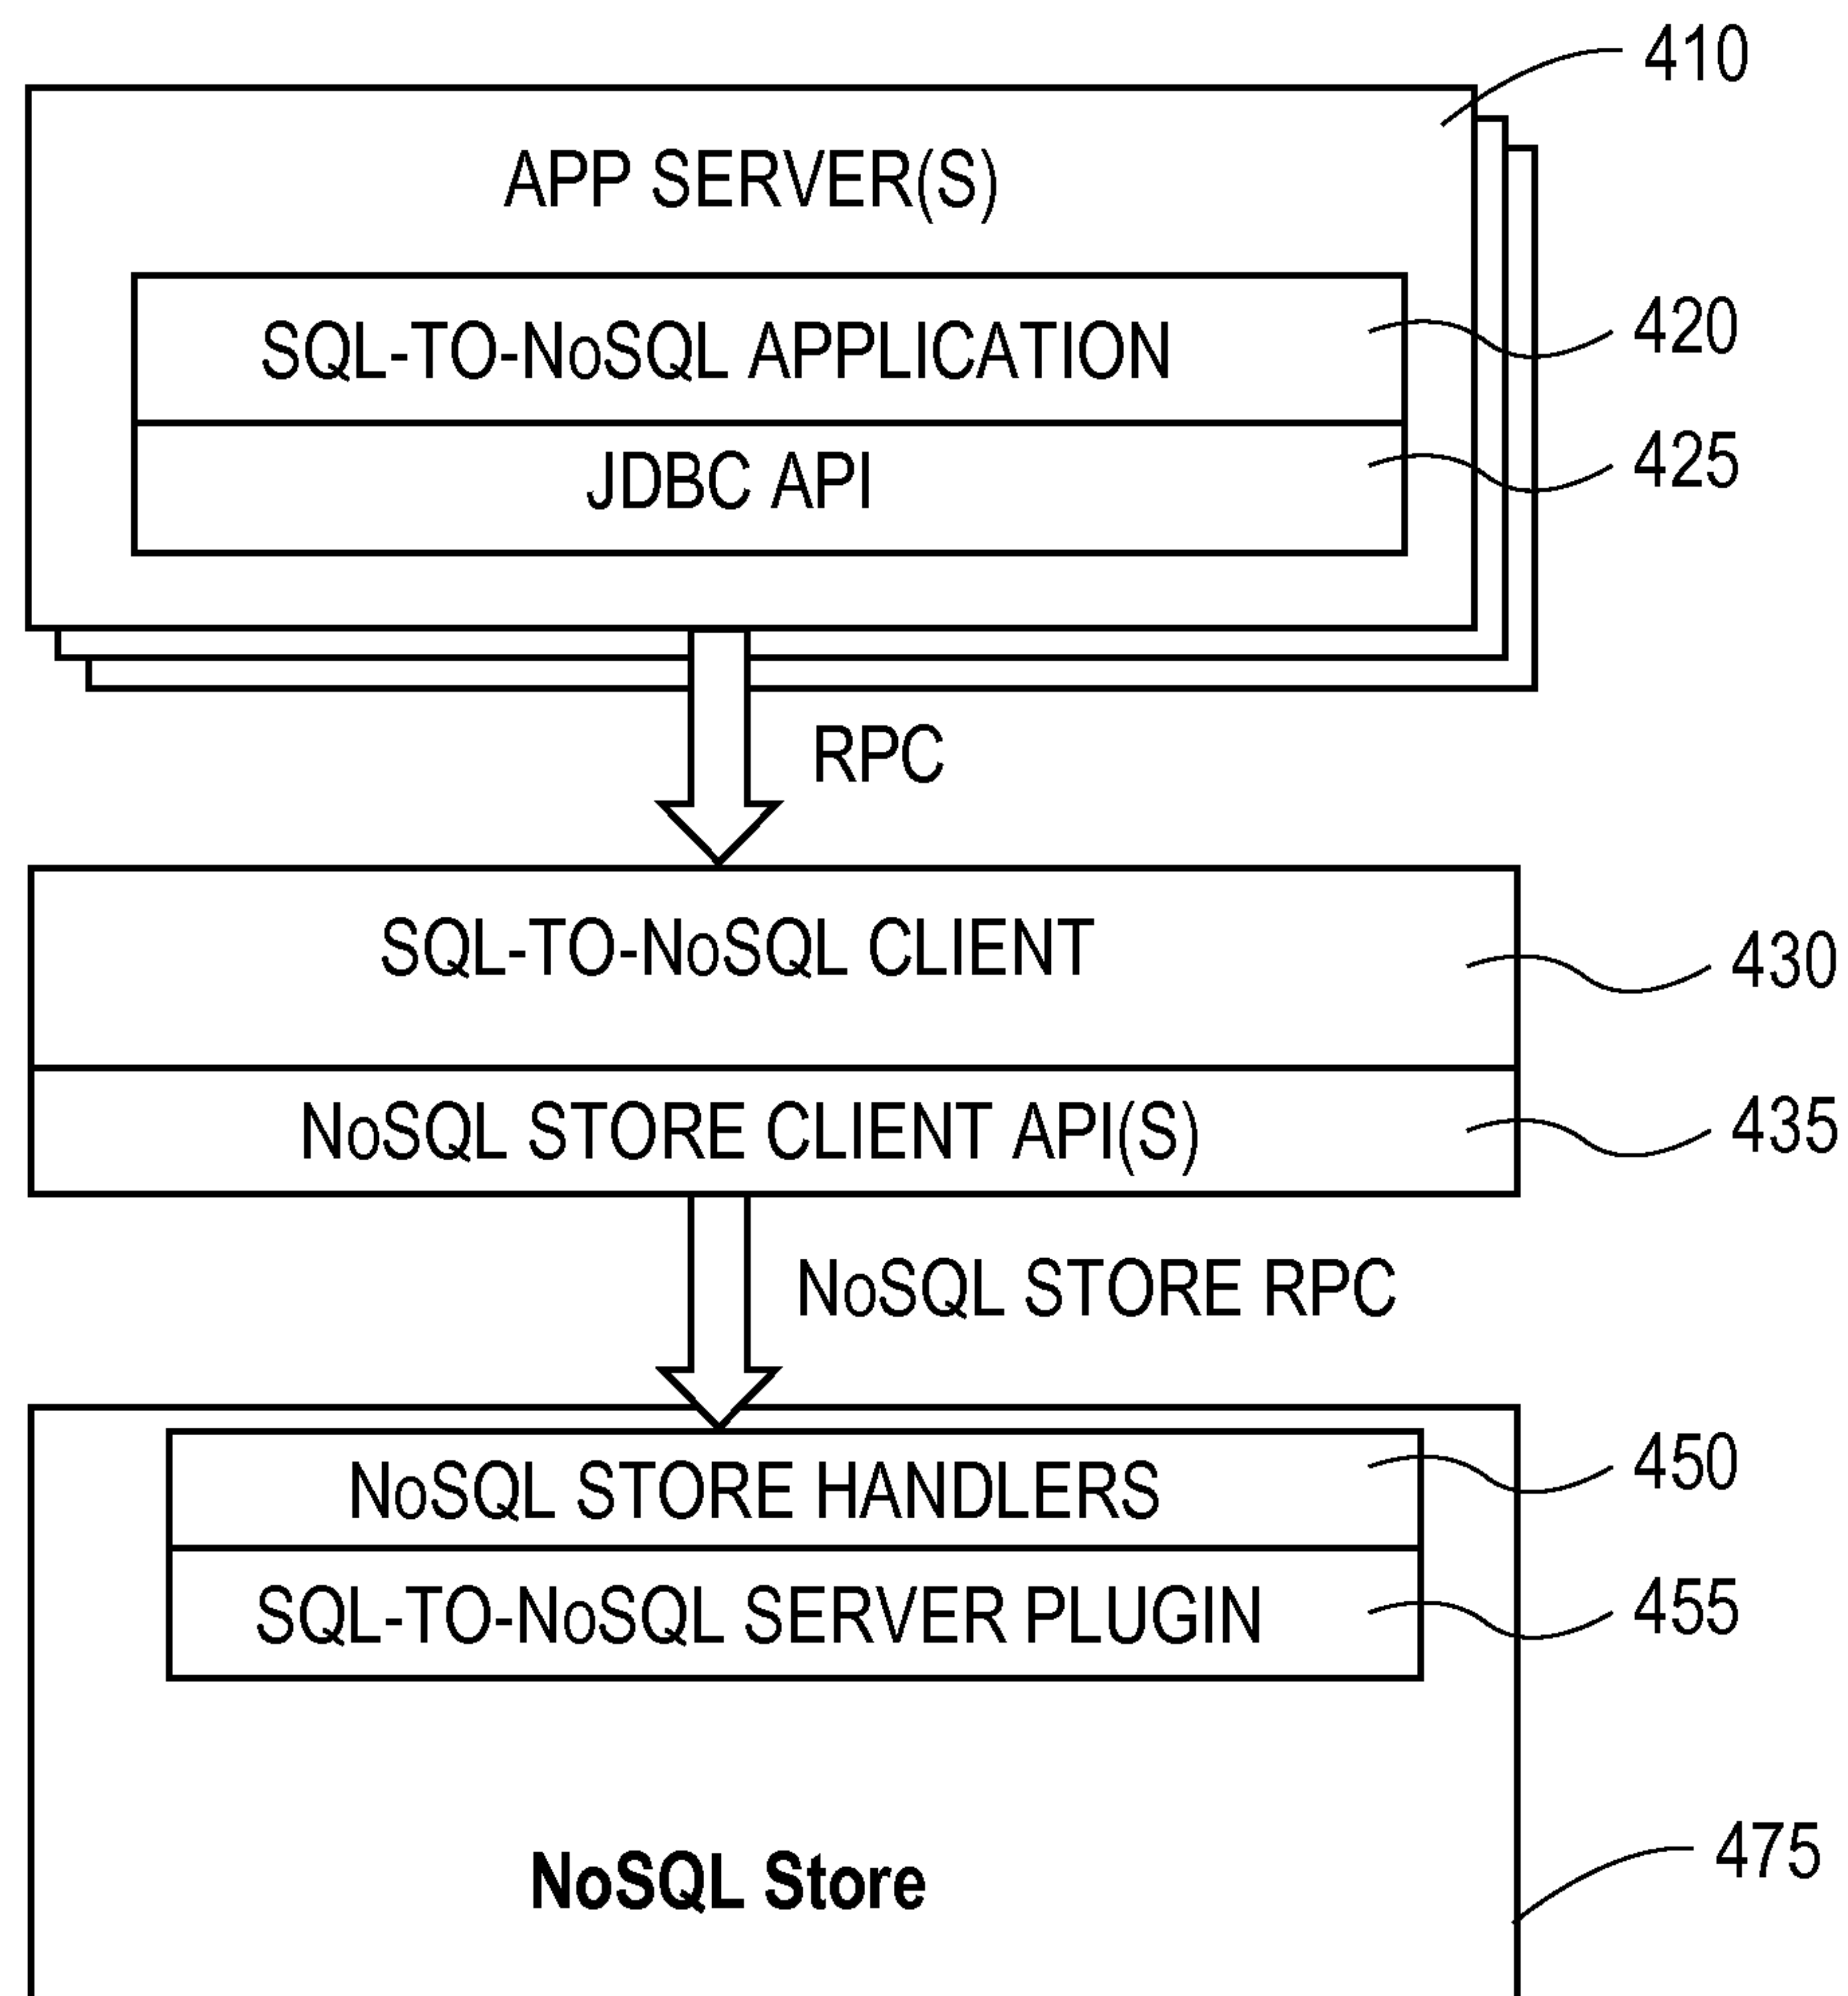 410
APP SERVER(S)
SQL-TO-NoSQL APPLICATION
420
JDBC API
425
RPC
SQL-TO-NoSQL CLIENT
430
NoSQL STORE CLIENT API(S)
435
NoSQL STORE RPC
NoSQL STORE HANDLERS
450
SQL-TO-NoSQL SERVER PLUGIN
455
NoSQL Store
475